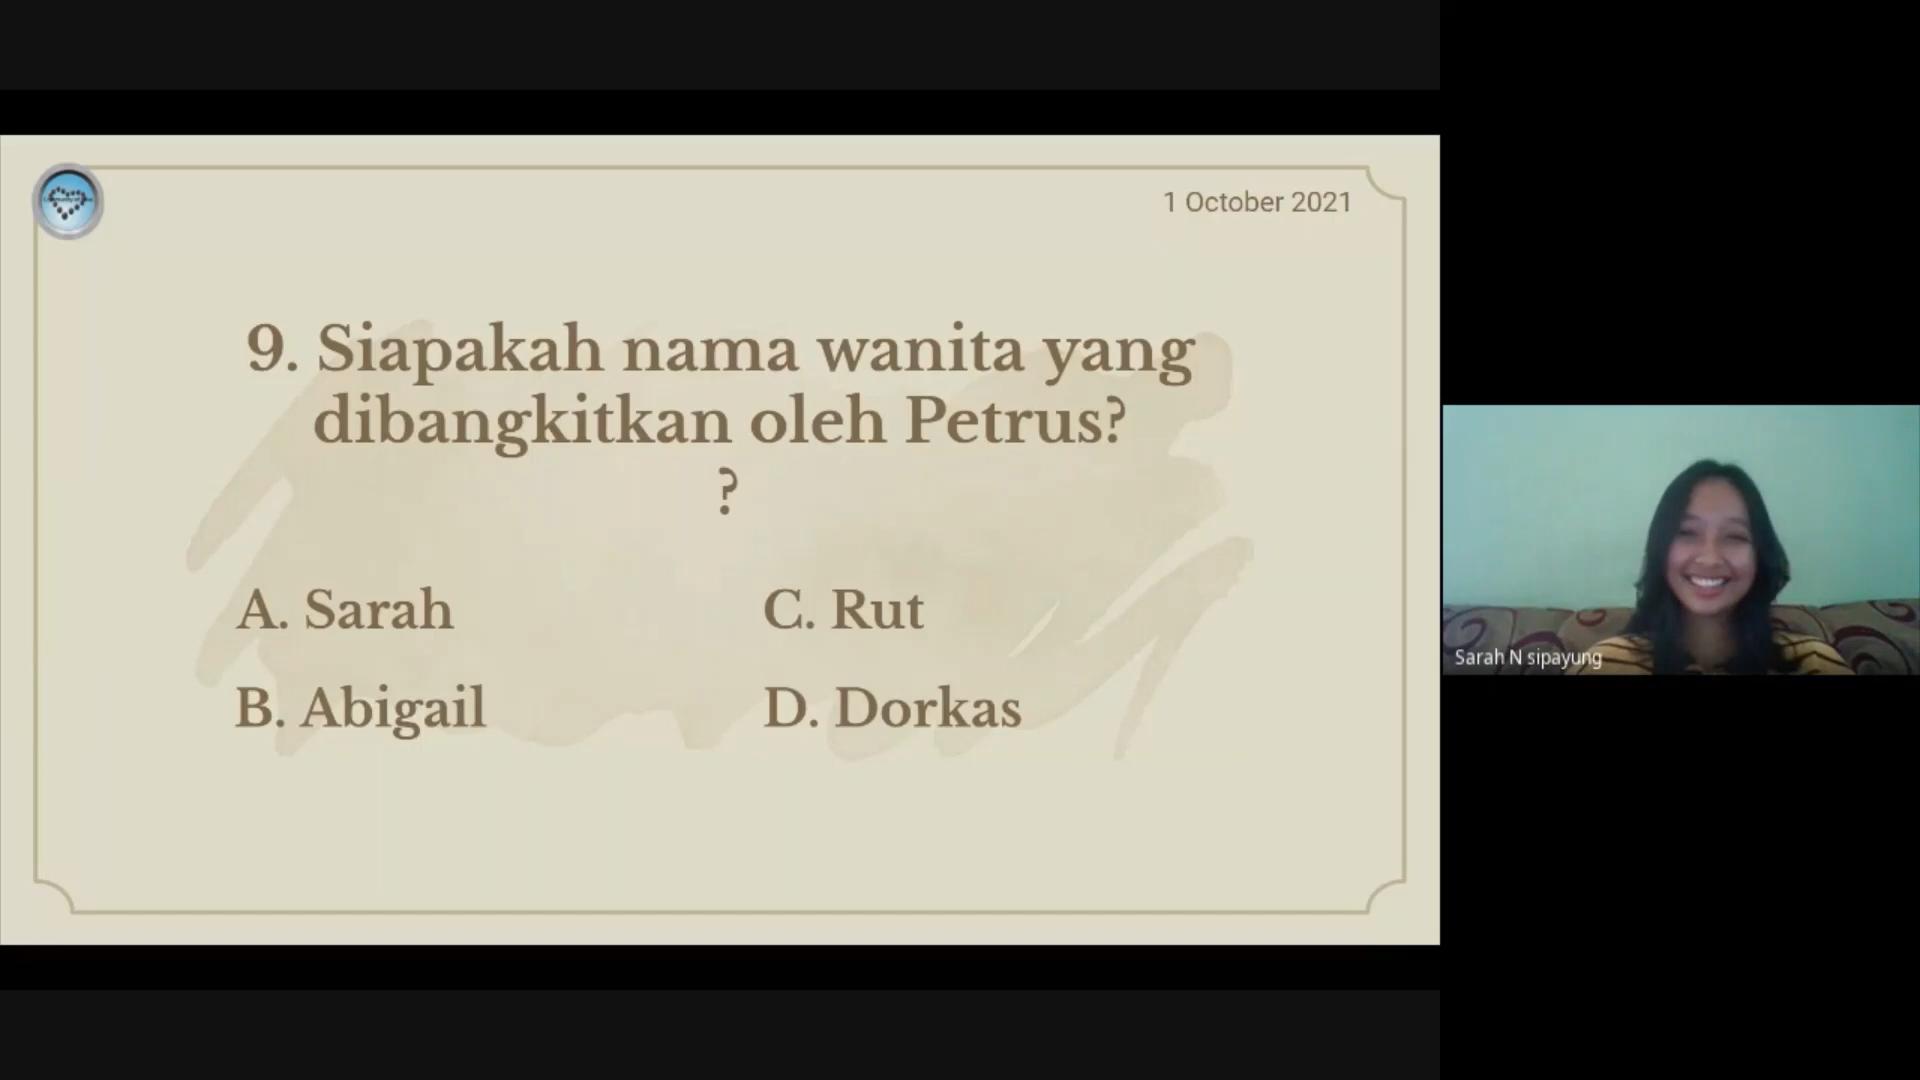 1 October 2021
9. Siapakah nama wanita yang
dibangkitkan oleh Petrus?
?
A. Sarah
B. Abigail
C. Rut
D. Dorkas
Sarah N sipayung